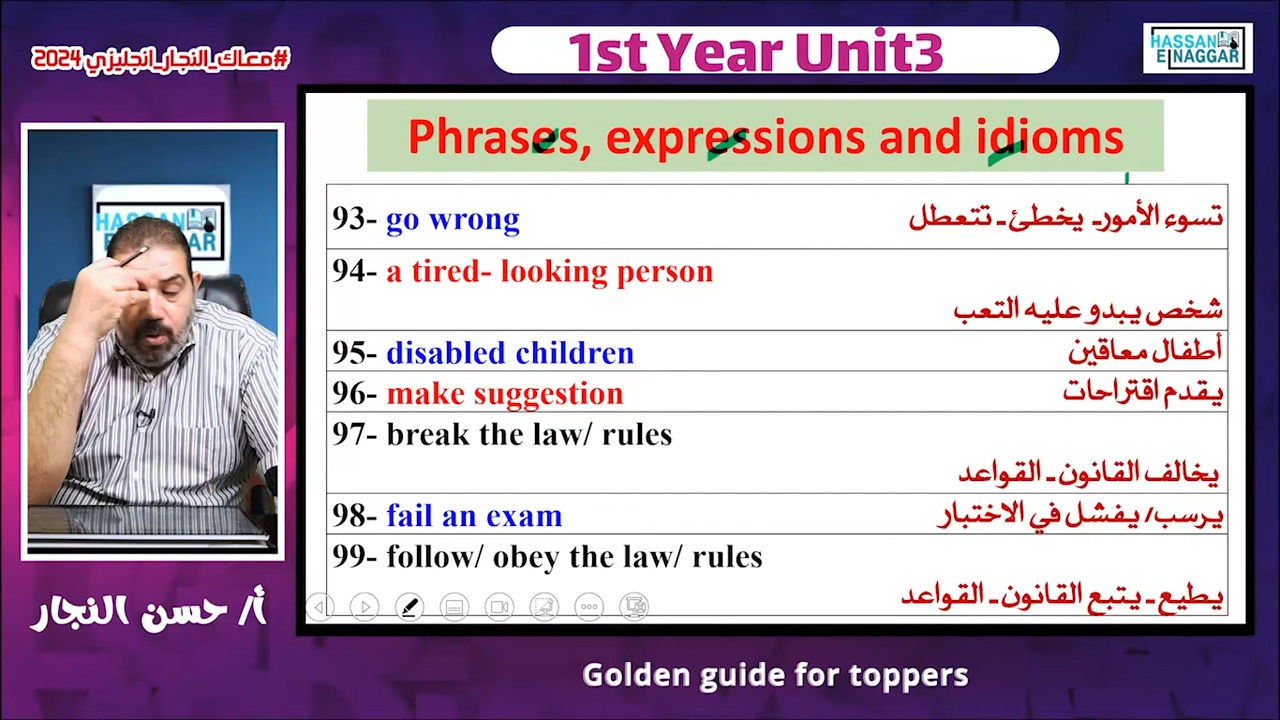 #معاك_النجار_انجليزي 2024
1st Year Unit3
HASSAN
ELNAGGAR
Phrases, expressions and idioms
93- go wrong تسوء الأمور- يخطئ - تتعطل
94- a tired- looking person
شخص يبدو عليه التعب
95- disabled children أطفال معاقين
96- make suggestion يقدم اقتراحات
97- break the law/ rules
يخالف القانون - القواعد
98- fail an exam يرسب/ يفشل في الاختبار
99- follow/ obey the law/ rules
يطيع - يتبع القانون - القواعد
HASSAN
EL NAGGAR
أ/ حسن النجار
Golden guide for toppers